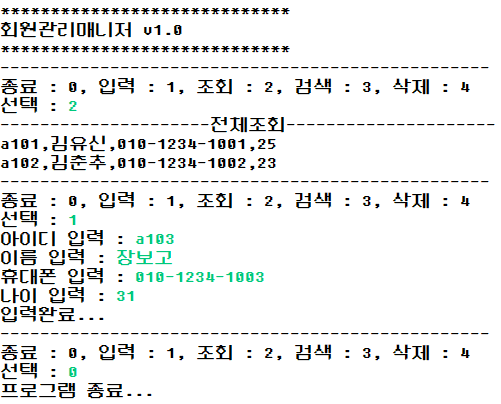 *****************************
회원관리매니저 v1.0
*****************************
-------------------------------------------------
종료 : 0, 입력 : 1, 조회 : 2, 검색 : 3, 삭제 : 4
선택 : 2
---------------------전체조회---------------------
a101,김유신,010-1234-1001,25
a102,김춘추,010-1234-1002,23
-------------------------------------------------
종료 : 0, 입력 : 1, 조회 : 2, 검색 : 3, 삭제 : 4
선택 : 1
아이디 입력 : a103
이름 입력 : 장보고
휴대폰 입력 : 010-1234-1003
나이 입력 : 31
입력완료...
-------------------------------------------------
종료 : 0, 입력 : 1, 조회 : 2, 검색 : 3, 삭제 : 4
선택 : 0
프로그램 종료...